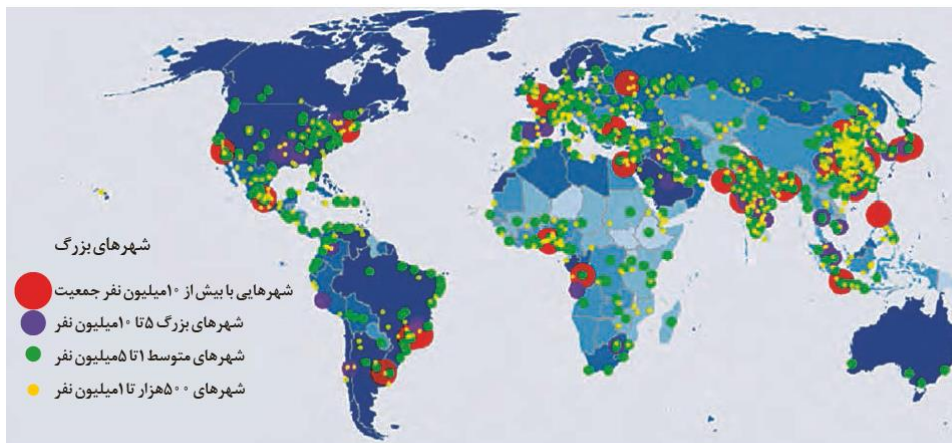 شهرهای بزرگ
شهرهایی با بیش از ۱۰میلیون نفر جمعیت
شهرهای بزرگ ۵تا ۱۰میلیون نفر
شهرهای متوسط ۱تا ۵میلیون نفر
شهرهای ۵۰۰هزار تا ۱میلیون نفر